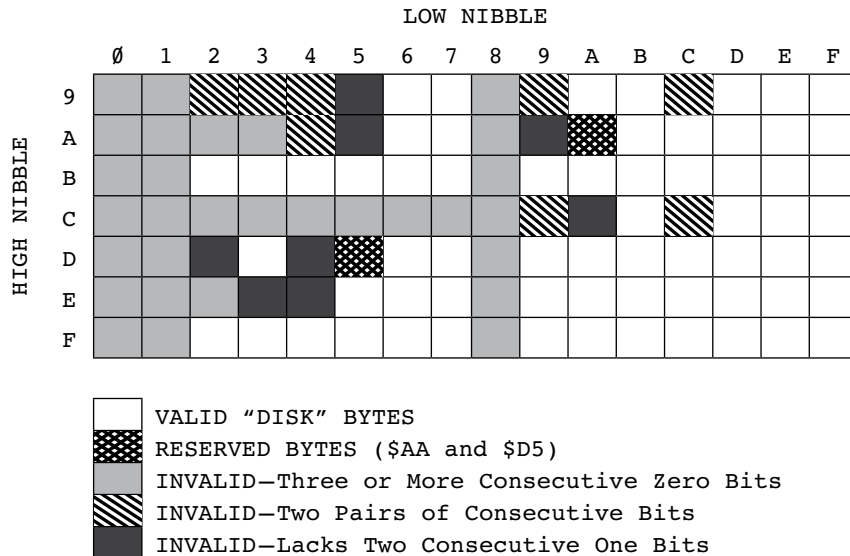 LOW NIBBLE
Ø 1 2 3 4 5 6 7 8 9 A B C D E F
HIGH NIBBLE
9
A
B
C
D
E
F
VALID “DISK” BYTES
RESERVED BYTES ($AA and $D5)
INVALID—Three or More Consecutive Zero Bits
INVALID—Two Pairs of Consecutive Bits
INVALID—Lacks Two Consecutive One Bits